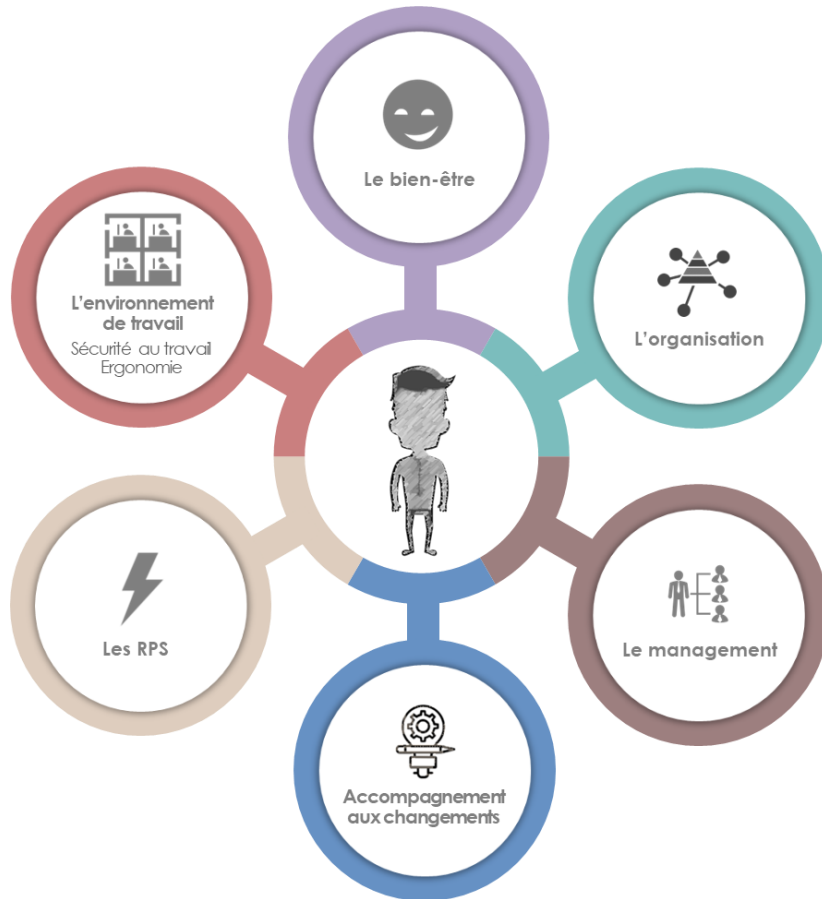 Le bien-être
L'environnement
de travail
Sécurité au travail
Ergonomie
L'organisation
Les RPS
Le management
Accompagnement
aux changements